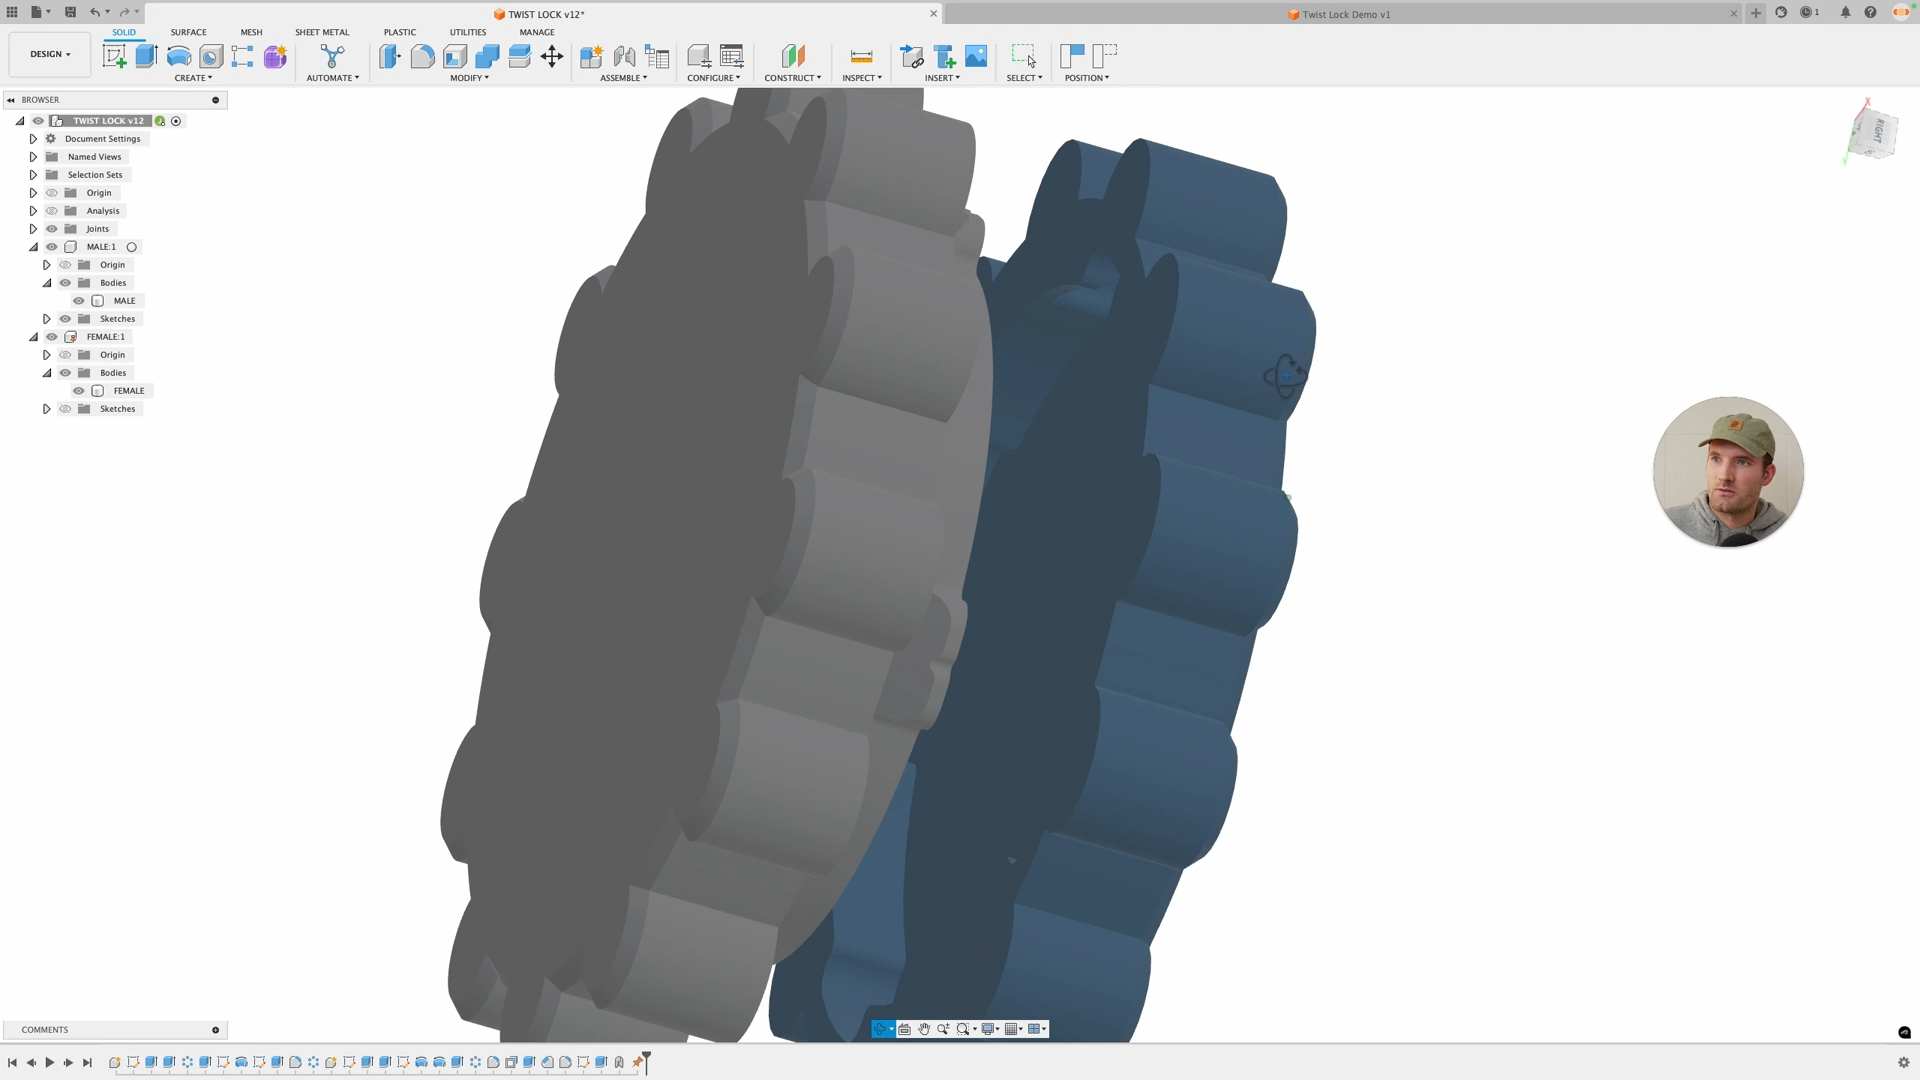 TWIST LOCK v12*
Twist Lock Demo v1
1
DESIGN
SOLID
SURFACE
MESH
SHEET METAL
PLASTIC
UTILITIES
MANAGE
CREATE
AUTOMATE
MODIFY
ASSEMBLE
CONFIGURE
CONSTRUCT
INSPECT
INSERT
SELECT
POSITION
BROWSER
TWIST LOCK v12
Document Settings
Named Views
Selection Sets
Origin
Analysis
Joints
MALE:1
Origin
Bodies
MALE
Sketches
FEMALE:1
Origin
Bodies
FEMALE
Sketches
X
RIGHT
COMMENTS